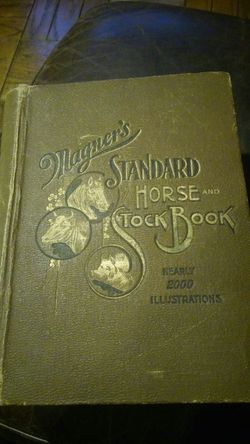 Magner's
STANDARD
HORSE AND
STOCK BOOK
NEARLY
2000
ILLUSTRATIONS